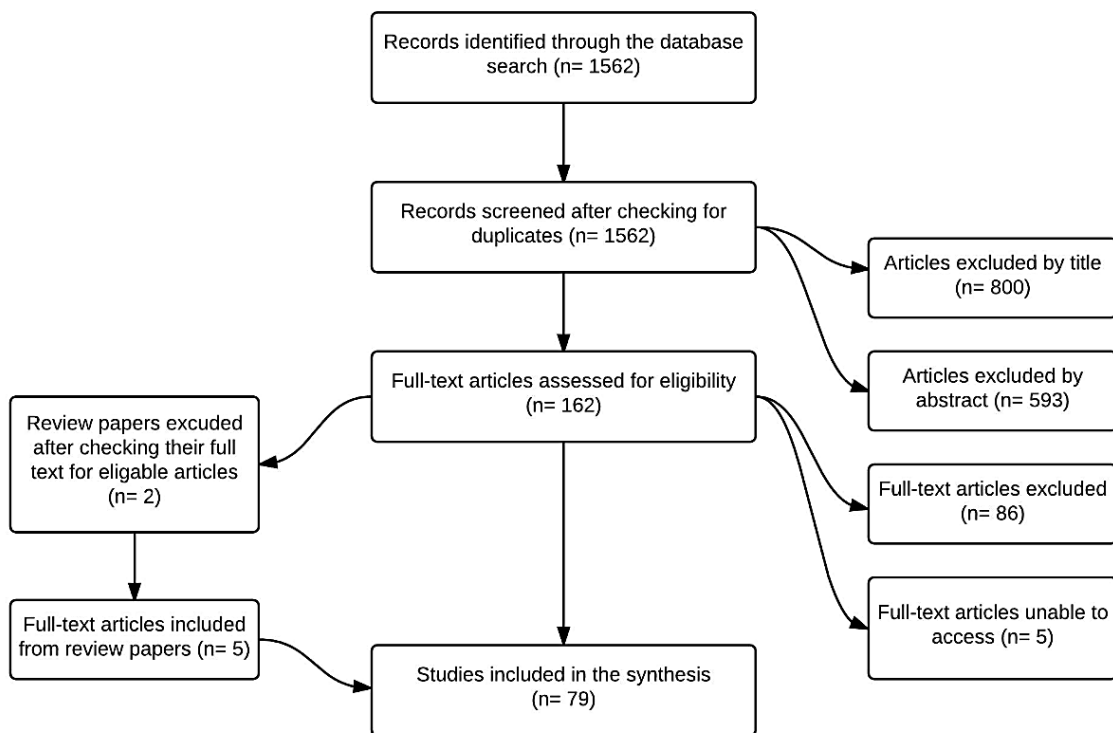 Records identified through the database
search (n= 1562)
Records screened after checking for
duplicates (n= 1562)
Articles excluded by title
(n= 800)
Full-text articles assessed for eligibility
(n= 162)
Articles excluded by
abstract (n= 593)
Review papers excuded
after checking their full
text for eligable articles
(n= 2)
Full-text articles excluded
(n= 86)
Full-text articles unable to
access (n= 5)
Full-text articles included
from review papers (n= 5)
Studies included in the synthesis
(n= 79)